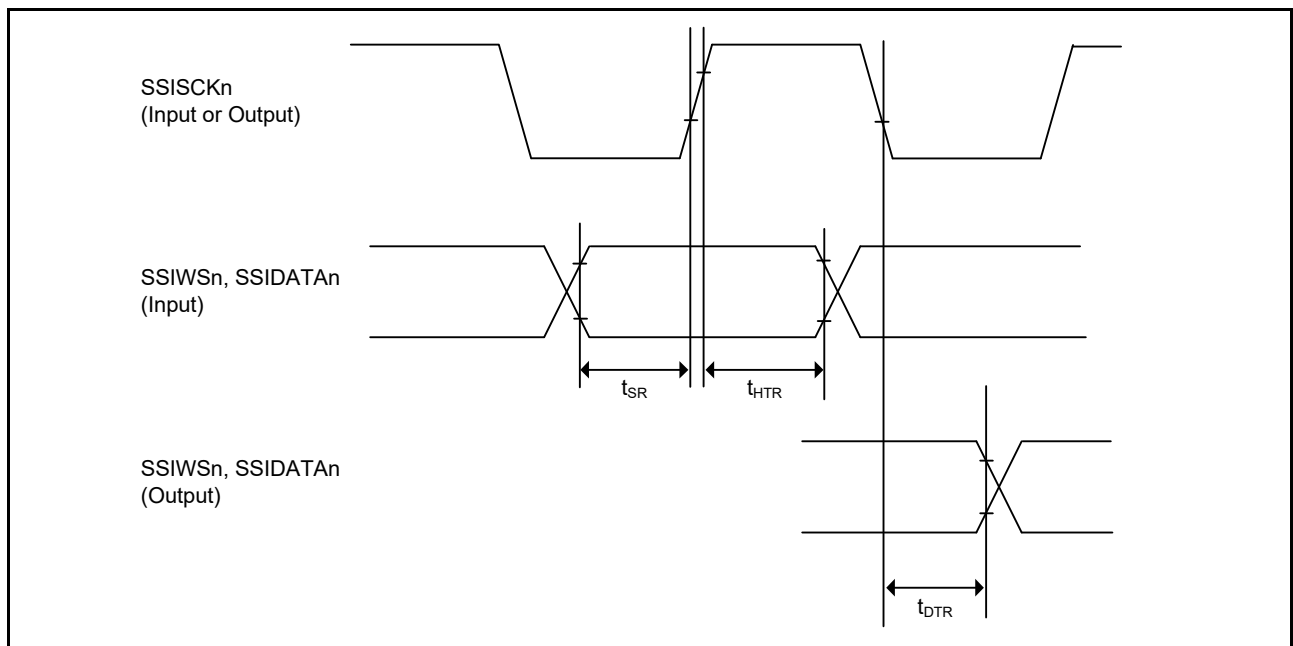 SSISCKn
(Input or Output)
SSIWSn, SSIDATAn
(Input)
tSR
tHTR
SSIWSn, SSIDATAn
(Output)
tDTR